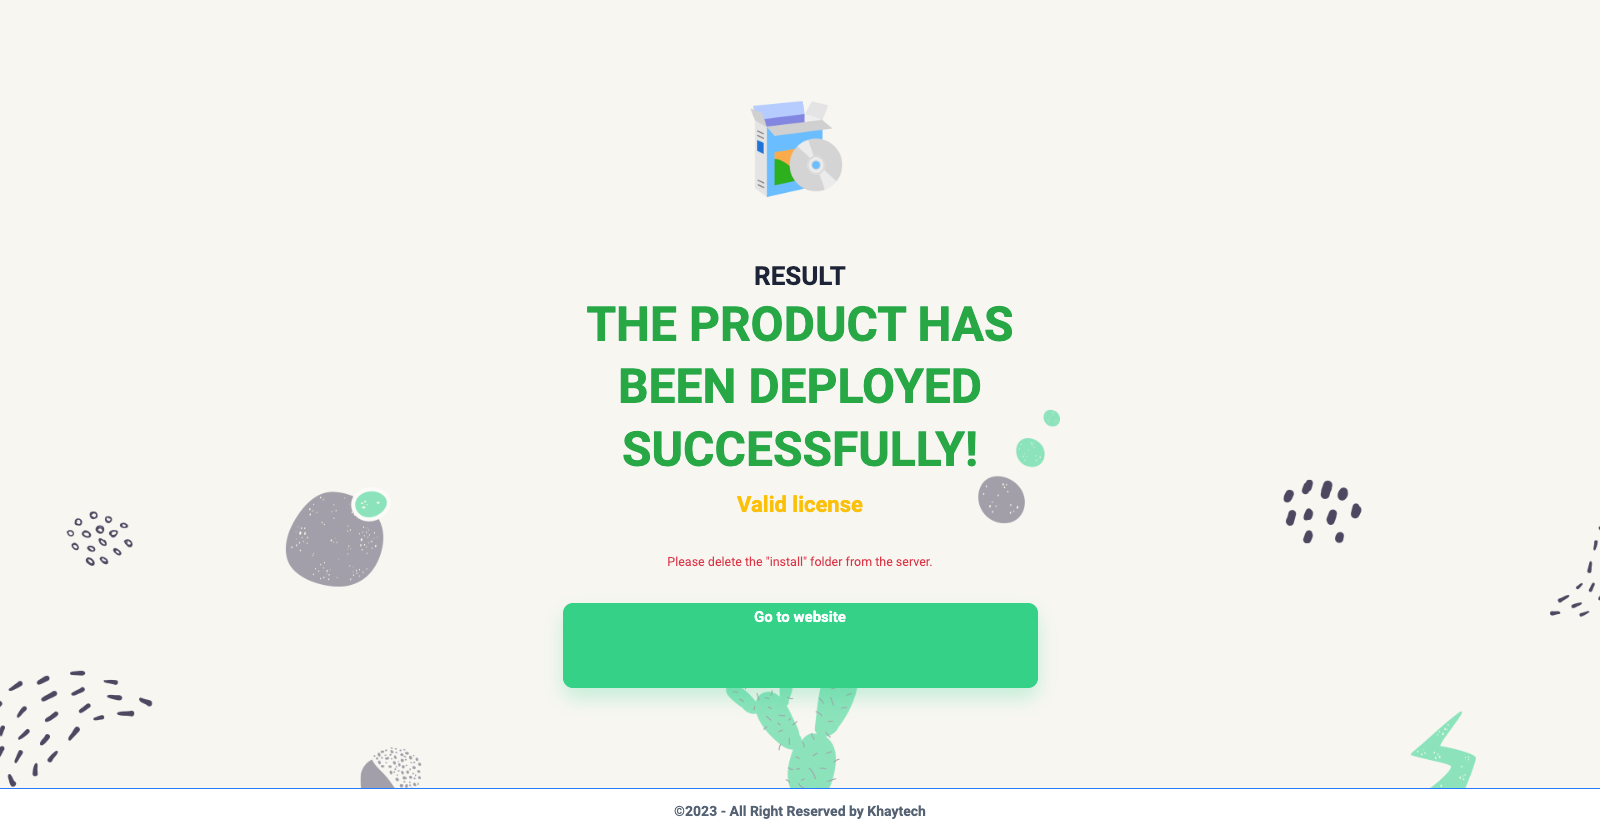 RESULT
THE PRODUCT HAS
BEEN DEPLOYED
SUCCESSFULLY!
Valid license
Please delete the "install" folder from the server.
Go to website
©2023 - All Right Reserved by Khaytech